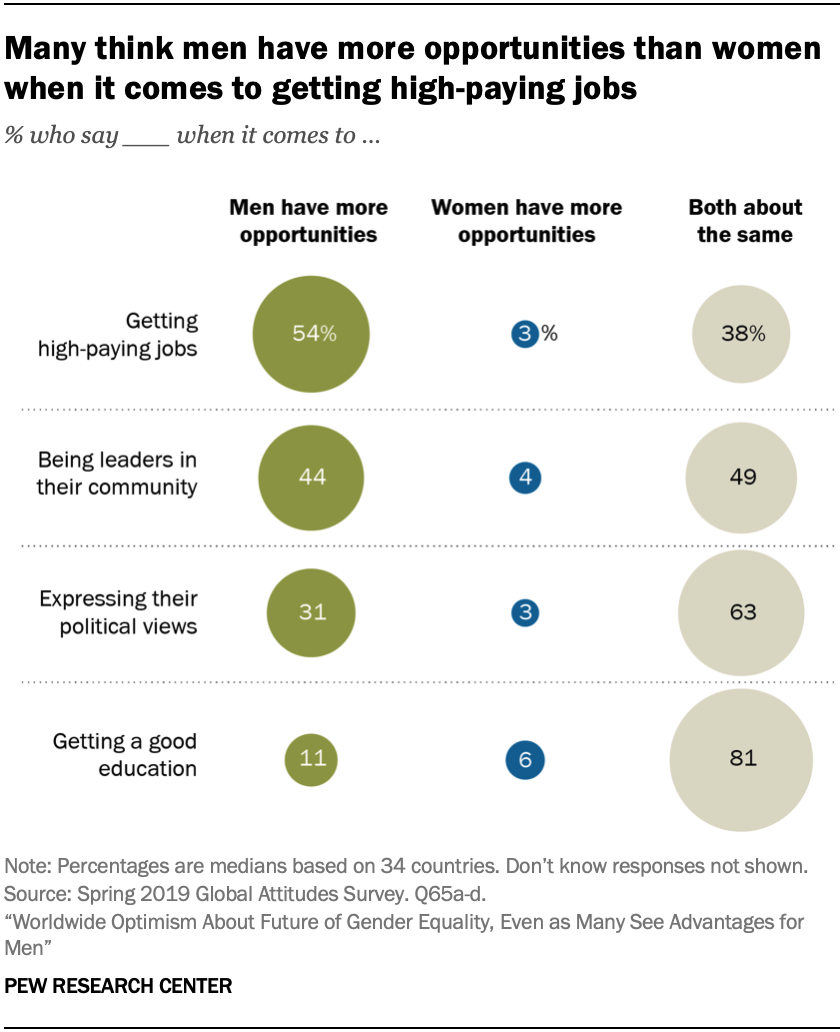 Many think men have more opportunities than women
when it comes to getting high-paying jobs
% who say ___ when it comes to ...
Men have more
opportunities
Women have more
opportunities
Both about
the same
Getting
high-paying jobs
54%
3%
38%
Being leaders in
their community
44
4
49
Expressing their
political views
31
3
63
Getting a good
education
11
6
81
Note: Percentages are medians based on 34 countries. Don’t know responses not shown.
Source: Spring 2019 Global Attitudes Survey. Q65a-d.
“Worldwide Optimism About Future of Gender Equality, Even as Many See Advantages for
Men”
PEW RESEARCH CENTER